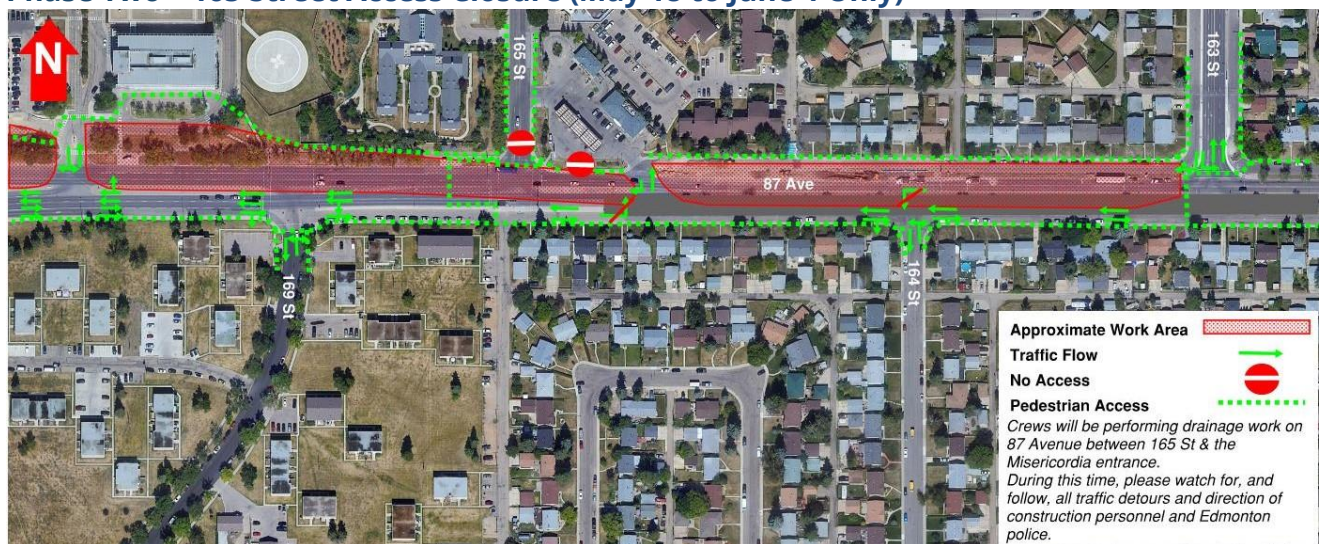 Phase Two – 165 Street Access Closure (May to June Only)
N
165 St
163 St
87 Ave
169 St
164 St
Approximate Work Area
Traffic Flow
No Access
Pedestrian Access
Crews will be performing drainage work on
87 Avenue between 165 St & the
Misericordia entrance.
During this time, please watch for, and
follow, all traffic detours and direction of
construction personnel and Edmonton
police.